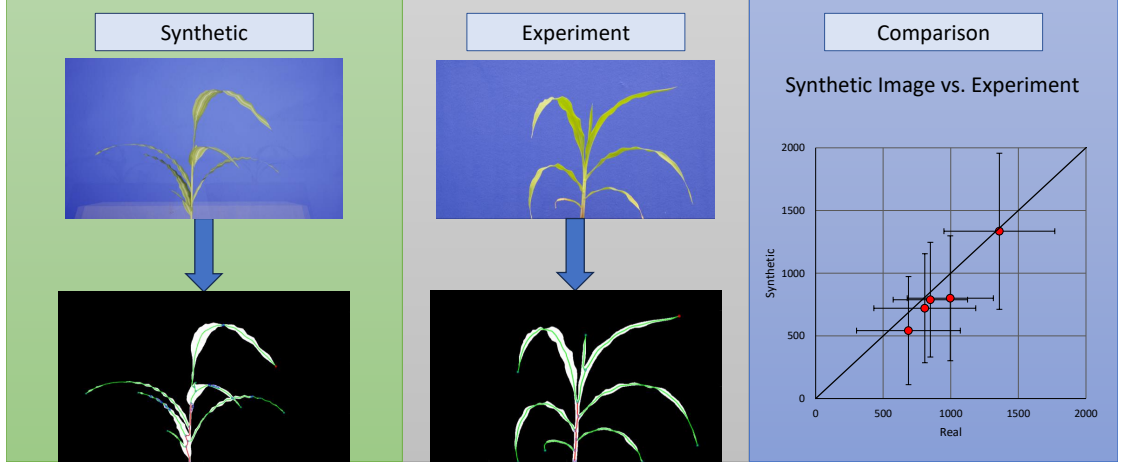 Synthetic
Experiment
Comparison
Synthetic Image vs. Experiment
2000
1500
1000
500
0
Synthetic
0
500
1000
1500
2000
Real